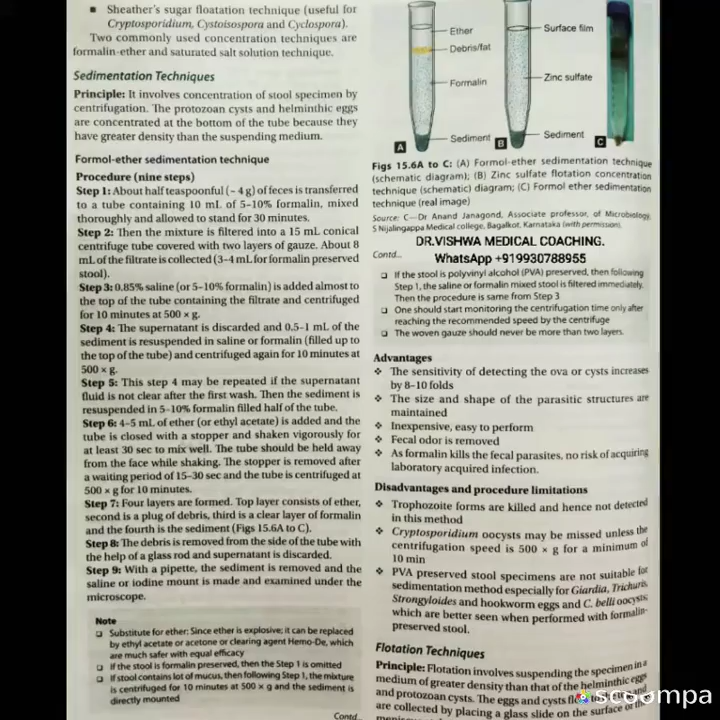 ▪ Sheather's sugar floatation technique (useful for
Cryptosporidium, Cystoisospora and Cyclospora).
Two commonly used concentration techniques are
formalin-ether and saturated salt solution technique.
Sedimentation Techniques
Principle: It involves concentration of stool specimen by
centrifugation. The protozoan cysts and helminthic eggs
are concentrated at the bottom of the tube because they
have greater density than the suspending medium.
Formol-ether sedimentation technique
Procedure (nine steps)
Step 1: About half teaspoonful (~ 4 g) of feces is transferred
to a tube containing 10 mL of 5–10% formalin, mixed
thoroughly and allowed to stand for 30 minutes.
Step 2: Then the mixture is filtered into a 15 mL conical
centrifuge tube covered with two layers of gauze. About 8
mL of the filtrate is collected (3–4 mL for formalin preserved
stool).
Step 3: 0.85% saline (or 5–10% formalin) is added almost to
the top of the tube containing the filtrate and centrifuged
for 10 minutes at 500 × g.
Step 4: The supernatant is discarded and 0.5–1 mL of the
sediment is resuspended in saline or formalin (filled up to
the top of the tube) and centrifuged again for 10 minutes at
500 × g.
Step 5: This step 4 may be repeated if the supernatant
fluid is not clear after the first wash. Then the sediment is
resuspended in 5–10% formalin filled half of the tube.
Step 6: 4–5 mL of ether (or ethyl acetate) is added and the
tube is closed with a stopper and shaken vigorously for
at least 30 sec to mix well. The tube should be held away
from the face while shaking. The stopper is removed after
a waiting period of 15–30 sec and the tube is centrifuged at
500 × g for 10 minutes.
Step 7: Four layers are formed. Top layer consists of ether,
second is a plug of debris, third is a clear layer of formalin
and the fourth is the sediment (Figs 15.6A to C).
Step 8: The debris is removed from the side of the tube with
the help of a glass rod and supernatant is discarded.
Step 9: With a pipette, the sediment is removed and the
saline or iodine mount is made and examined under the
microscope.
Note
❑ Substitute for ether: Since ether is explosive; it can be replaced
by ethyl acetate or acetone or clearing agent Hemo-De, which
are much safer with equal efficacy
❑ If the stool is formalin preserved, then the Step 1 is omitted
❑ If stool contains lot of mucus, then following Step 1, the mixture
is centrifuged for 10 minutes at 500 × g and the sediment is
directly mounted
Contd...
Ether
Debris/fat
Formalin
Sediment
A
Surface film
Zinc sulfate
Sediment
B
C
Figs 15.6A to C: (A) Formol-ether sedimentation technique
(schematic diagram); (B) Zinc sulfate flotation concentration
technique (schematic) diagram; (C) Formol ether sedimentation
technique (real image)
Source: C—Dr Anand Janagond, Associate professor, of Microbiology,
S Nijalingappa Medical college, Bagalkot, Karnataka (with permission).
DR.VISHWA MEDICAL COACHING.
Contd...
WhatsApp +919930788955
❑ If the stool is polyvinyl alcohol (PVA) preserved, then following
Step 1, the saline or formalin mixed stool is filtered immediately.
Then the procedure is same from Step 3
❑ One should start monitoring the centrifugation time only after
reaching the recommended speed by the centrifuge
❑ The woven gauze should never be more than two layers.
Advantages
❖ The sensitivity of detecting the ova or cysts increases
by 8–10 folds
❖ The size and shape of the parasitic structures are
maintained
❖ Inexpensive, easy to perform
❖ Fecal odor is removed
❖ As formalin kills the fecal parasites, no risk of acquiring
laboratory acquired infection.
Disadvantages and procedure limitations
❖ Trophozoite forms are killed and hence not detected
in this method
❖ Cryptosporidium oocysts may be missed unless the
centrifugation speed is 500 × g for a minimum of
10 min
❖ PVA preserved stool specimens are not suitable for
sedimentation method especially for Giardia, Trichuris,
Strongyloides and hookworm eggs and C. belli oocysts;
which are better seen when performed with formalin-
preserved stool.
Flotation Techniques
Principle: Flotation involves suspending the specimen in a
medium of greater density than that of the helminthic eggs
and protozoan cysts. The eggs and cysts
are collected by placing a glass slide on the surface of the
scoompa